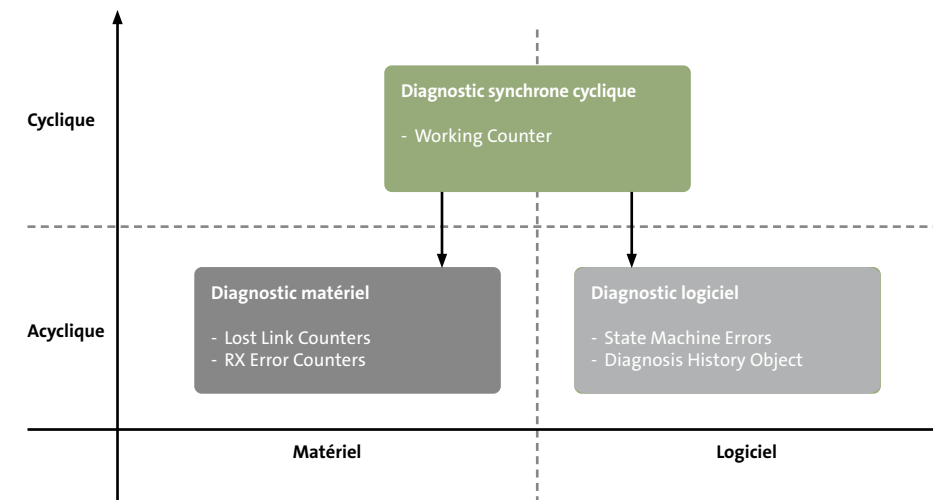 Diagnostic synchrone cyclique
Cyclique
- Working Counter
Diagnostic matériel
Diagnostic logiciel
Acyclique
- Lost Link Counters
- RX Error Counters
- State Machine Errors
- Diagnosis History Object
Matériel
Logiciel